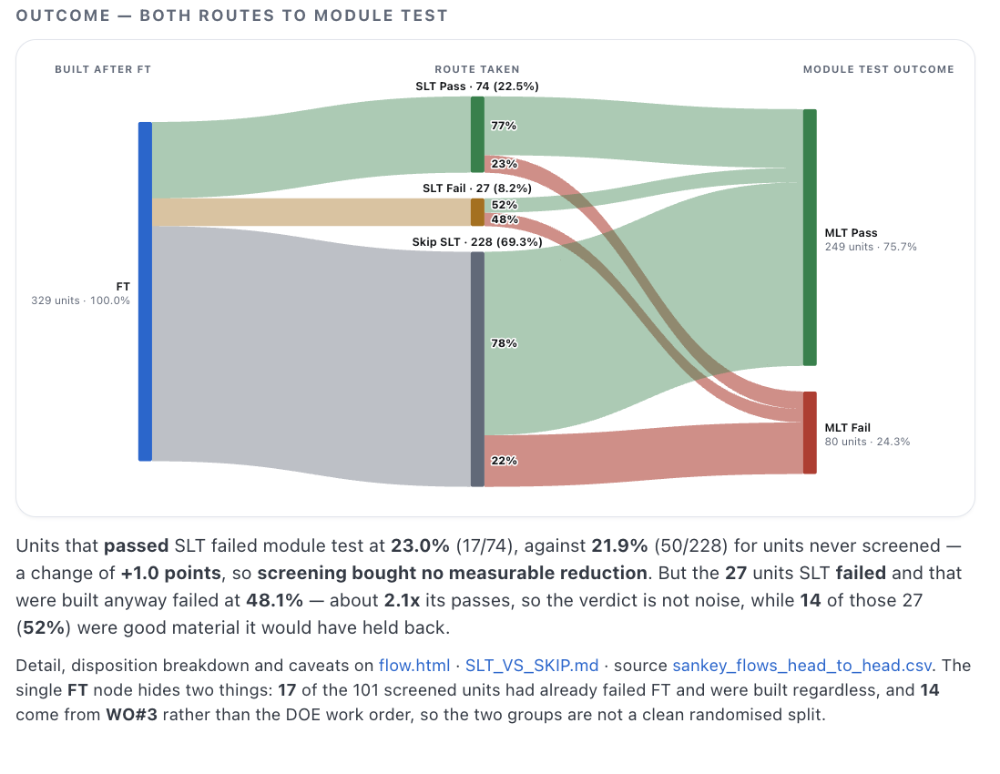 OUTCOME — BOTH ROUTES TO MODULE TEST
BUILT AFTER FT
ROUTE TAKEN
MODULE TEST OUTCOME
SLT Pass · 74 (22.5%)
77%
23%
SLT Fail · 27 (8.2%)
52%
48%
Skip SLT · 228 (69.3%)
MLT Pass
249 units · 75.7%
FT
329 units · 100.0%
78%
MLT Fail
80 units · 24.3%
22%
Units that passed SLT failed module test at 23.0% (17/74), against 21.9% (50/228) for units never screened —
a change of +1.0 points, so screening bought no measurable reduction. But the 27 units SLT failed and that
were built anyway failed at 48.1% — about 2.1x its passes, so the verdict is not noise, while 14 of those 27
(52%) were good material it would have held back.
Detail, disposition breakdown and caveats on flow.html · SLT_VS_SKIP.md · source sankey_flows_head_to_head.csv. The
single FT node hides two things: 17 of the 101 screened units had already failed FT and were built regardless, and 14
come from WO#3 rather than the DOE work order, so the two groups are not a clean randomised split.